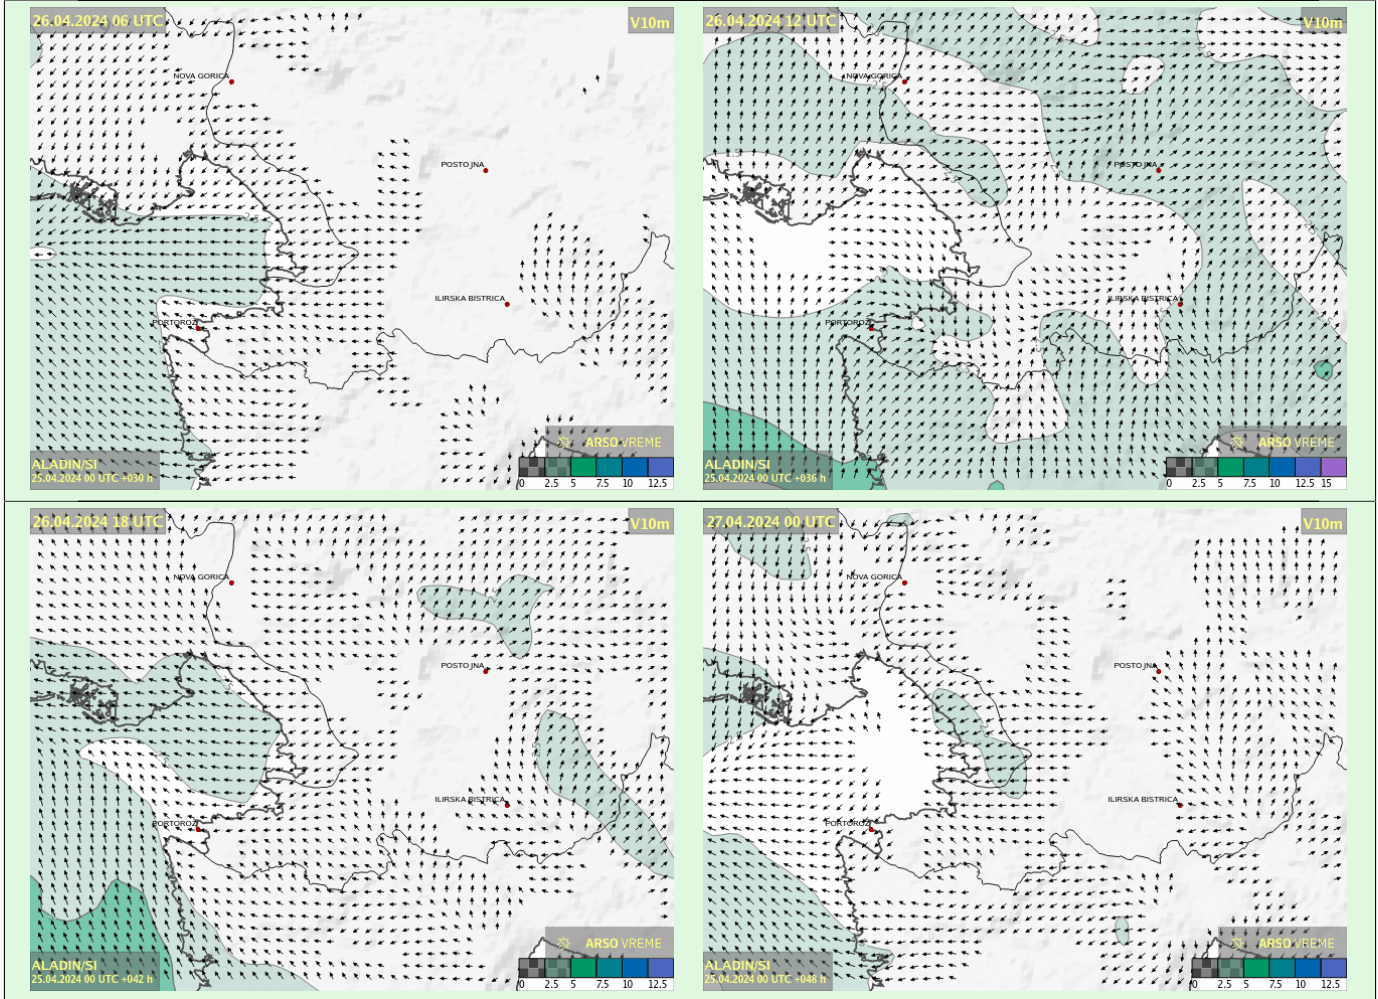 26.04.2024 06 UTC
V10m
NOVA GORICA
POSTOJNA
2.5
ILIRSKA BISTRICA
PORTOROZ
ARSO VREME
ALADIN/SI
25.04.2024 00 UTC +030 h
0 2.5 5 7.5 10 12.5
26.04.2024 12 UTC
V10m
NOVA GORICA
POSTOJNA
ILIRSKA BISTRICA
PORTOROZ
ARSO VREME
ALADIN/SI
25.04.2024 00 UTC +036 h
0 2.5 5 7.5 10 12.5 15
26.04.2024 18 UTC
V10m
NOVA GORICA
POSTOJNA
ILIRSKA BISTRICA
PORTOROZ
ARSO VREME
ALADIN/SI
25.04.2024 00 UTC +042 h
0 2.5 5 7.5 10 12.5
27.04.2024 00 UTC
V10m
NOVA GORICA
POSTOJNA
ILIRSKA BISTRICA
PORTOROZ
ARSO VREME
ALADIN/SI
25.04.2024 00 UTC +048 h
0 2.5 5 7.5 10 12.5